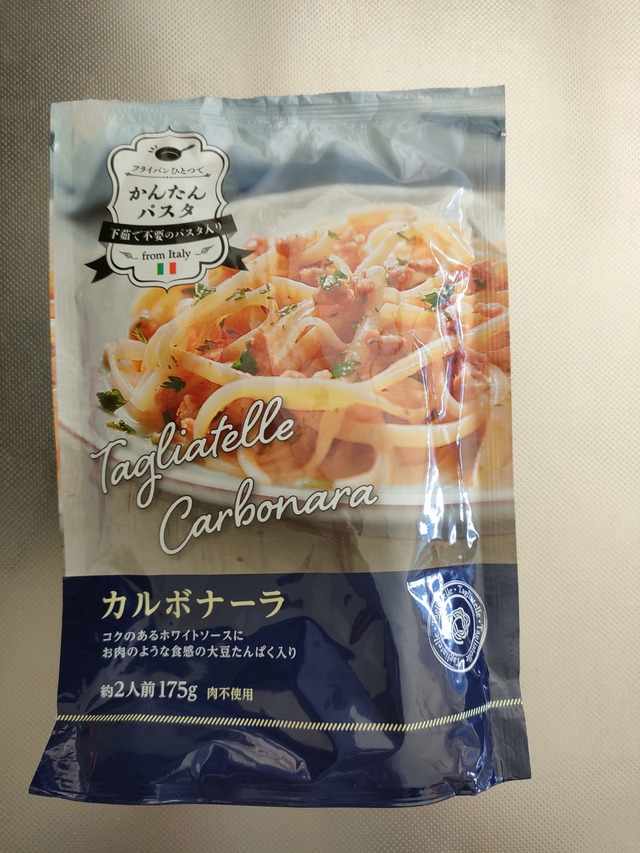 フライパンひとつで
かんたん
パスタ
下茹で不要のパスタ入り
from Italy
Tagliatelle
Carbonara
カルボナーラ
コクのあるホワイトソースに
お肉のような食感の大豆たんぱく入り
約2人前175g 肉不使用
Tagliatelle • Tagliatelle • Tagliatelle